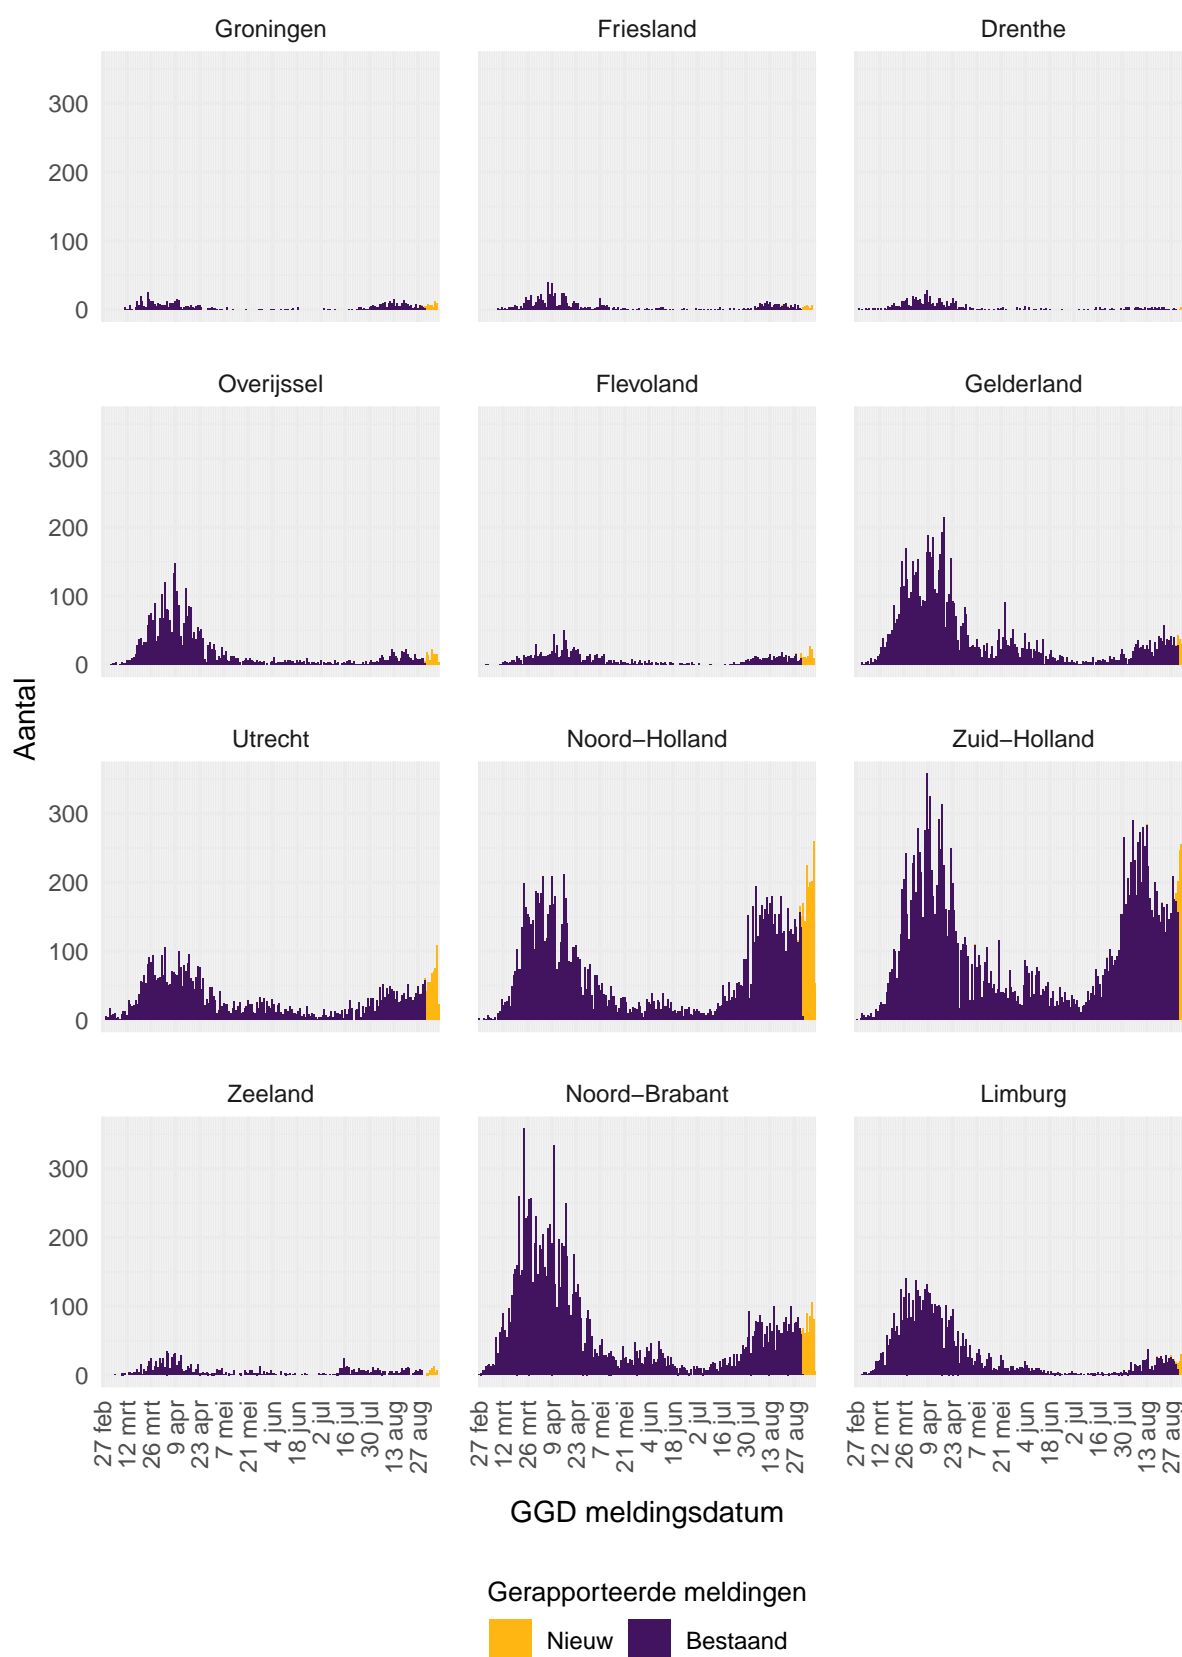 Groningen Friesland Drenthe
300
200
100
0
Overijssel Flevoland Gelderland
300
200
100
0
Aantal
Utrecht Noord−Holland Zuid−Holland
300
200
100
0
Zeeland Noord−Brabant Limburg
300
200
100
0
27 feb 12 mrt 26 mrt 9 apr 23 apr 7 mei 21 mei 4 jun 18 jun 2 jul 16 jul 30 jul 13 aug 27 aug
27 feb 12 mrt 26 mrt 9 apr 23 apr 7 mei 21 mei 4 jun 18 jun 2 jul 16 jul 30 jul 13 aug 27 aug
27 feb 12 mrt 26 mrt 9 apr 23 apr 7 mei 21 mei 4 jun 18 jun 2 jul 16 jul 30 jul 13 aug 27 aug
GGD meldingsdatum
Gerapporteerde meldingen
Nieuw Bestaand